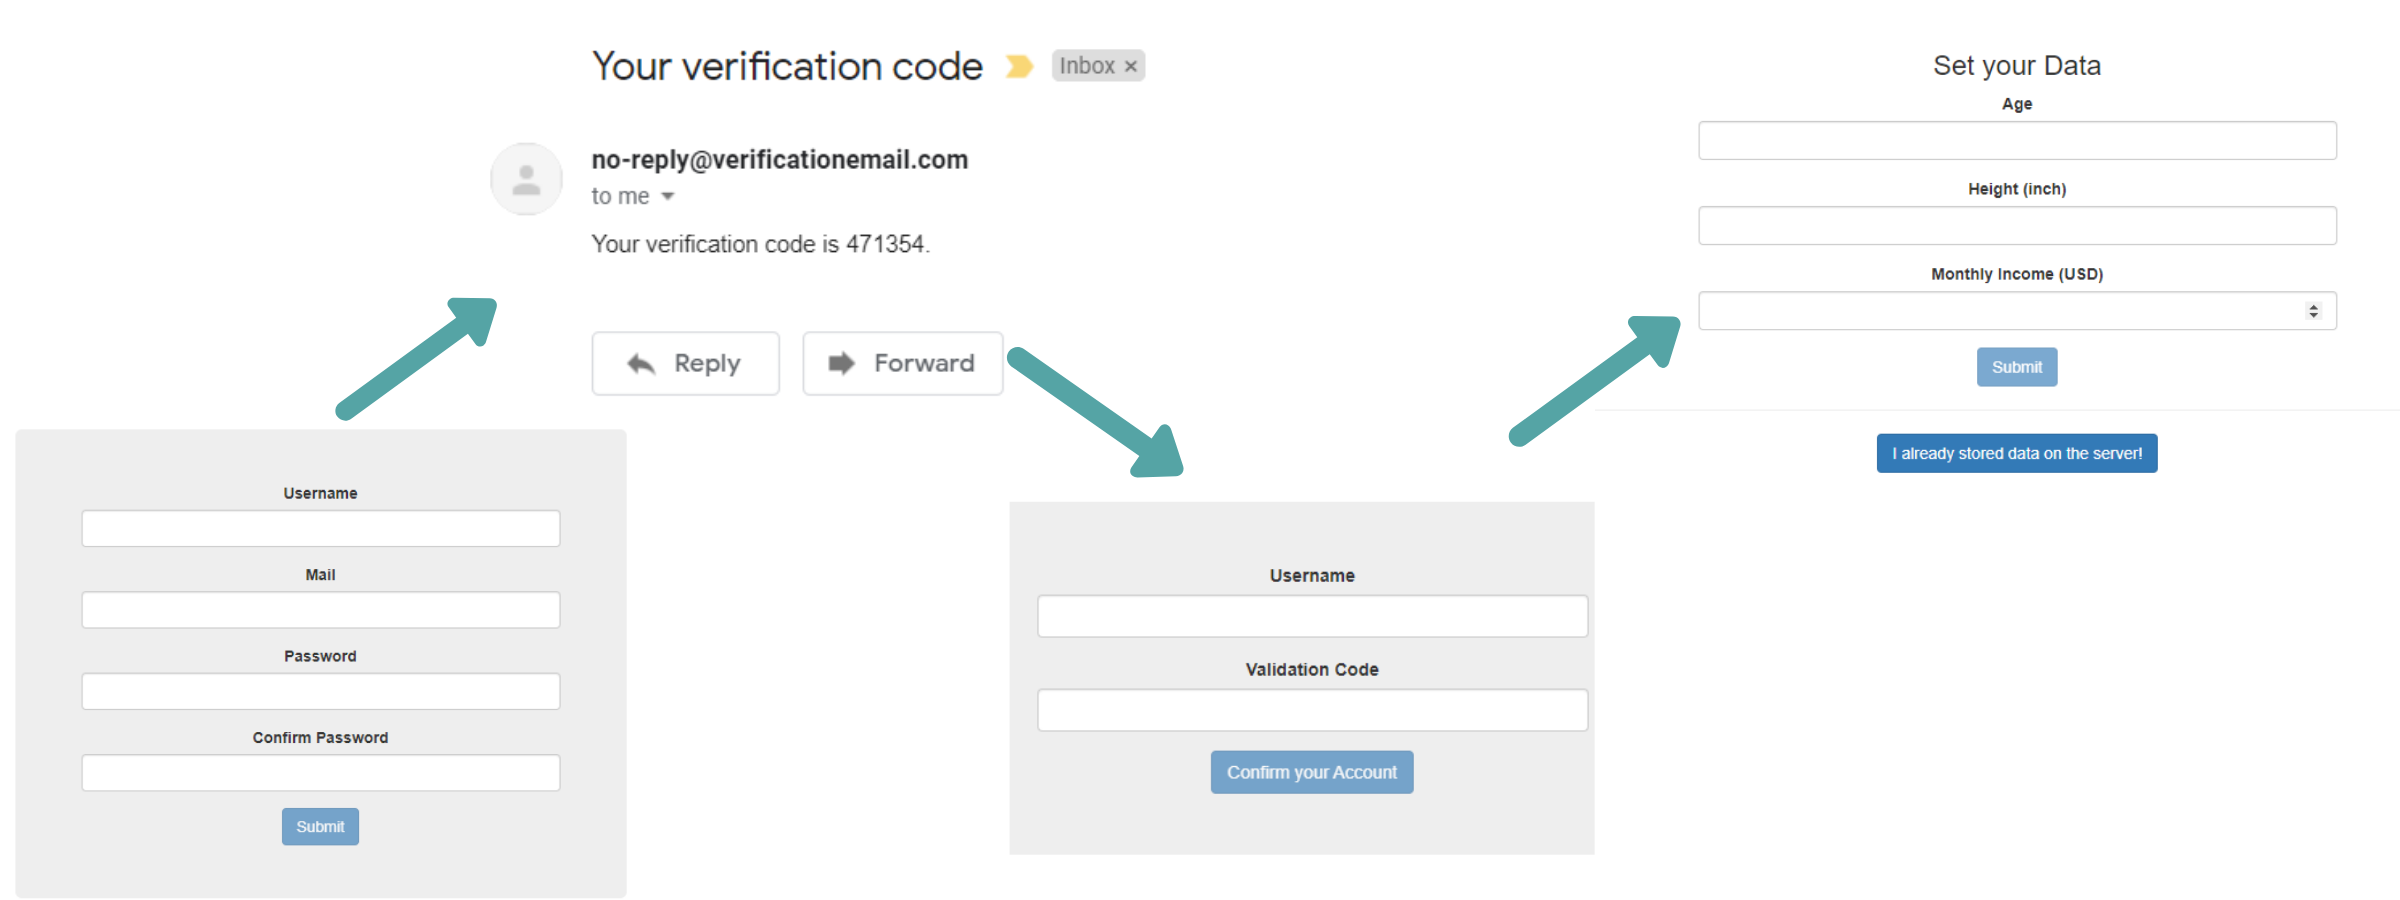 Your verification code
Inbox ×
no-reply@verificationemail.com
to me
Your verification code is 471354.
Reply
Forward
Username
Mail
Password
Confirm Password
Submit
Username
Validation Code
Confirm your Account
Set your Data
Age
Height (inch)
Monthly Income (USD)
Submit
I already stored data on the server!